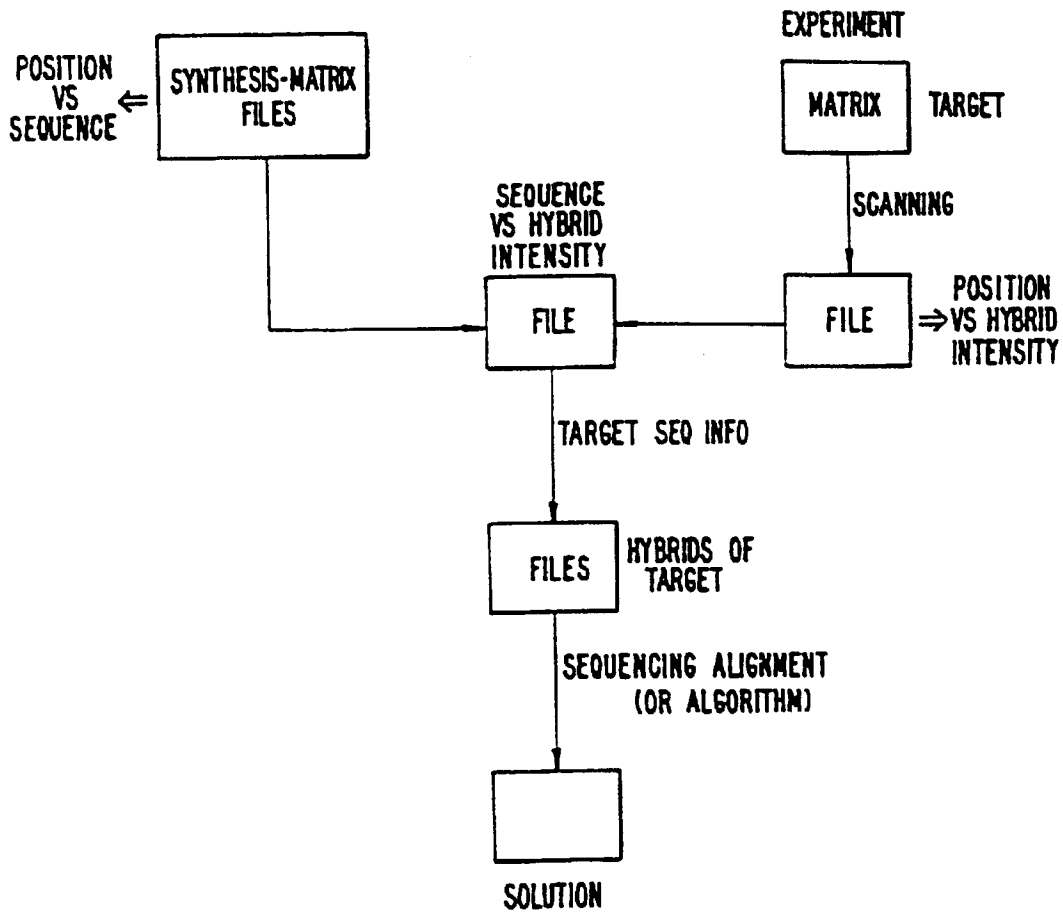 EXPERIMENT
POSITION
VS
SEQUENCE
⇐
SYNTHESIS-MATRIX
FILES
MATRIX
TARGET
SCANNING
SEQUENCE
VS HYBRID
INTENSITY
FILE
FILE
⇒
POSITION
VS HYBRID
INTENSITY
TARGET SEQ INFO
FILES
HYBRIDS OF
TARGET
SEQUENCING ALIGNMENT
(OR ALGORITHM)
SOLUTION